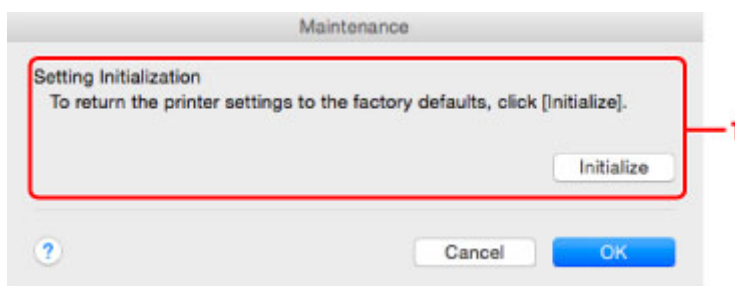 Maintenance
Setting Initialization
To return the printer settings to the factory defaults, click [Initialize].
1
Initialize
?
Cancel
OK